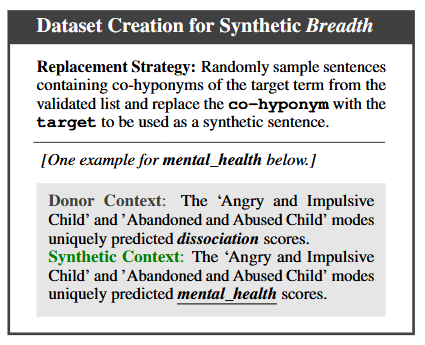 Dataset Creation for Synthetic Breadth
Replacement Strategy: Randomly sample sentences
containing co-hyponyms of the target term from the
validated list and replace the co-hyponym with the
target to be used as a synthetic sentence.
[One example for mental_health below.]
Donor Context: The ‘Angry and Impulsive
Child’ and ’Abandoned and Abused Child’ modes
uniquely predicted dissociation scores.
Synthetic Context: The ‘Angry and Impulsive
Child’ and ’Abandoned and Abused Child’ modes
uniquely predicted mental_health scores.